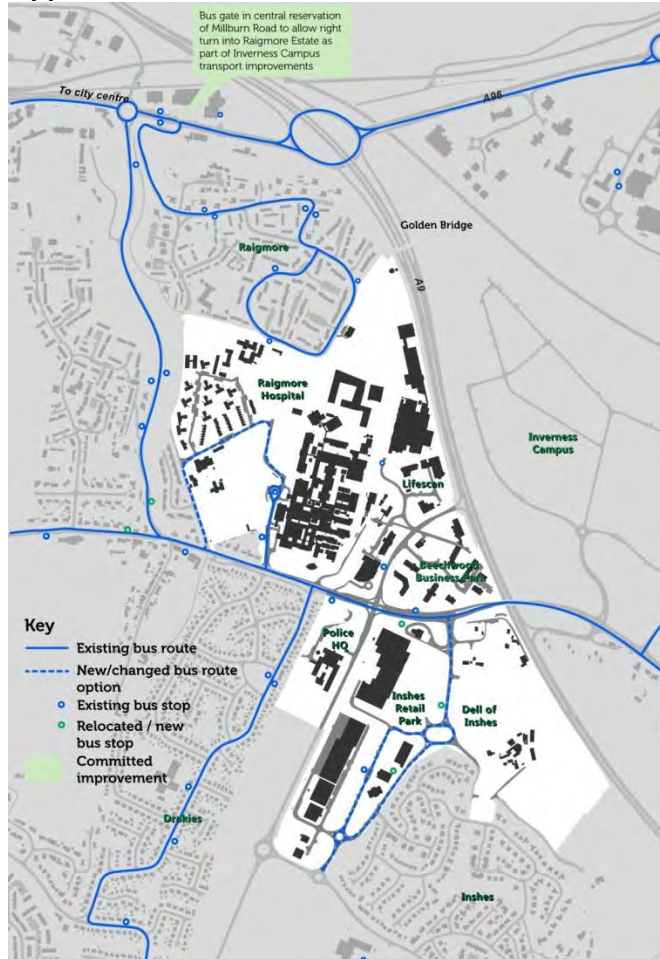 Bus gate in central reservation
of Millburn Road to allow right
turn into Raigmore Estate as
part of Inverness Campus
transport improvements
To city centre
A96
Golden Bridge
Raigmore
A9
Raigmore
Hospital
Inverness
Campus
Lifescan
Beechwood
Business Park
Key
Existing bus route
New/changed bus route
option
Existing bus stop
Relocated / new
bus stop
Committed
improvement
Police
HQ
Inshes
Retail
Park
Dell of
Inshes
Drakies
Inshes